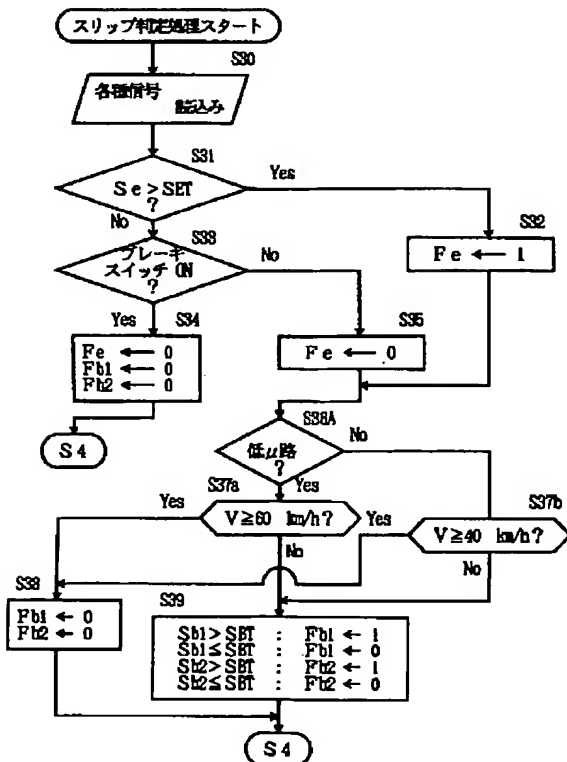 スリップ判定処理スタート
S30
各種信号
読込み
S31
Se>SET
?
Yes
No
S32
Fe ← 1
S33
ブレーキ
スイッチ ON
?
No
Yes
S34
Fe ← 0
Fb1 ← 0
Fb2 ← 0
S4
S35
Fe ← 0
S36A
低μ路
?
No
Yes
S37a
V≧60 km/h?
Yes
No
S37b
V≧40 km/h?
Yes
No
S38
Fb1 ← 0
Fb2 ← 0
S39
Sb1>SBT : Fb1 ← 1
Sb1≦SBT : Fb1 ← 0
Sb2>SBT : Fb2 ← 1
Sb2≦SBT : Fb2 ← 0
S4